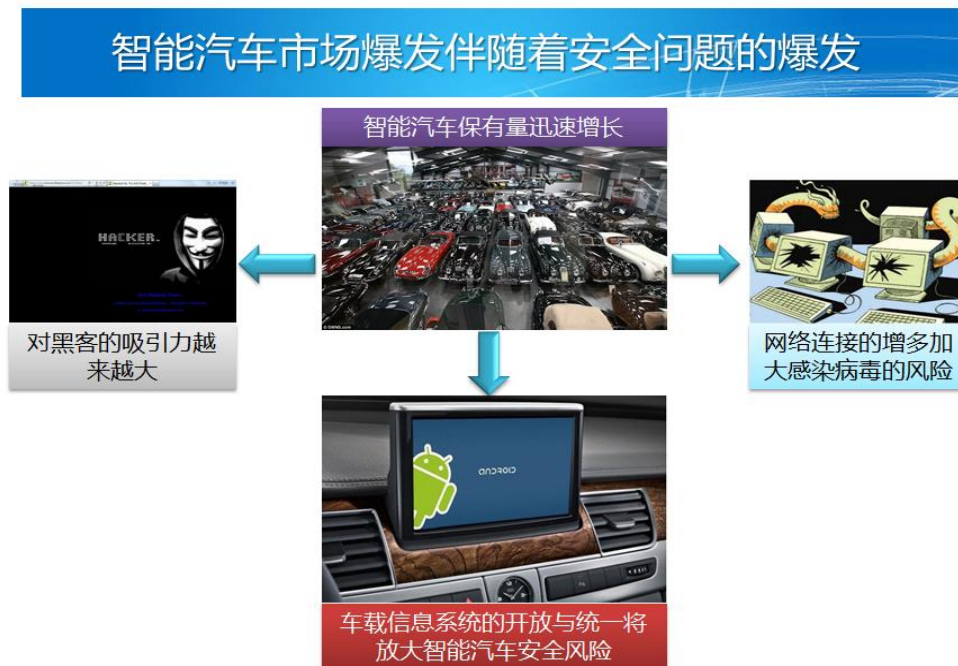 智能汽车市场爆发伴随着安全问题的爆发
智能汽车保有量迅速增长
HACKER.
对黑客的吸引力越
来越大
网络连接的增多加
大感染病毒的风险
ANDROID
车载信息系统的开放与统一将
放大智能汽车安全风险